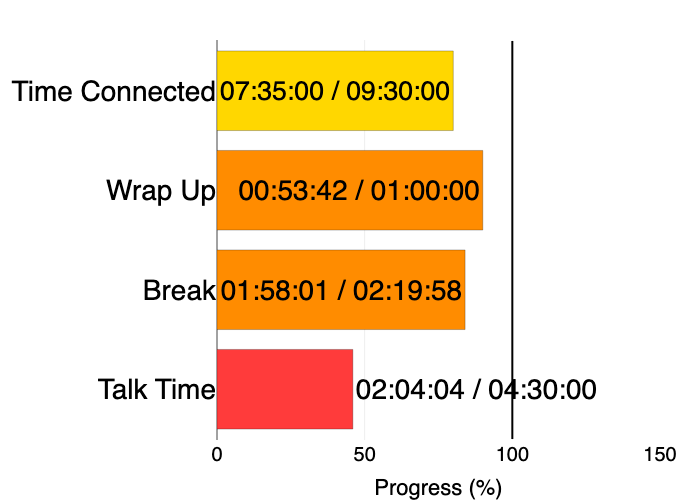 Time Connected 07:35:00 / 09:30:00
Wrap Up 00:53:42 / 01:00:00
Break 01:58:01 / 02:19:58
Talk Time 02:04:04 / 04:30:00
0 50 100 150
Progress (%)